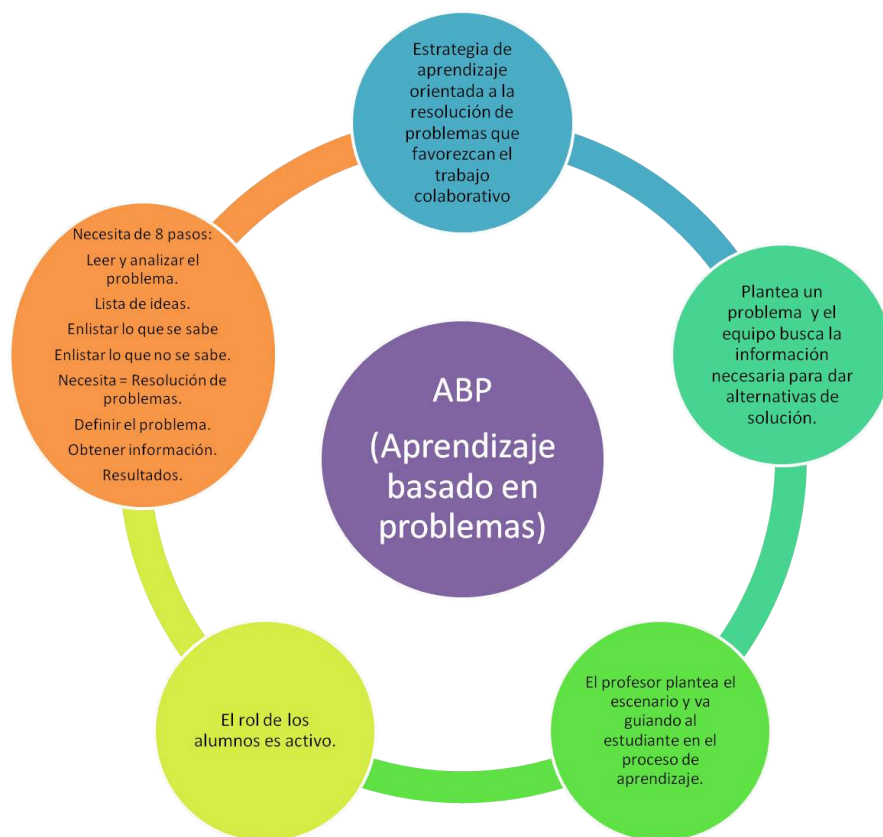 Estrategia de
aprendizaje
orientada a la
resolución de
problemas que
favorezcan el
trabajo
colaborativo
Plantea un
problema y el
equipo busca la
información
necesaria para dar
alternativas de
solución.
El profesor plantea el
escenario y va
guiando al
estudiante en el
proceso de
aprendizaje.
El rol de los
alumnos es activo.
Necesita de 8 pasos:
Leer y analizar el
problema.
Lista de ideas.
Enlistar lo que se sabe
Enlistar lo que no se sabe.
Necesita = Resolución de
problemas.
Definir el problema.
Obtener información.
Resultados.
ABP
(Aprendizaje
basado en
problemas)